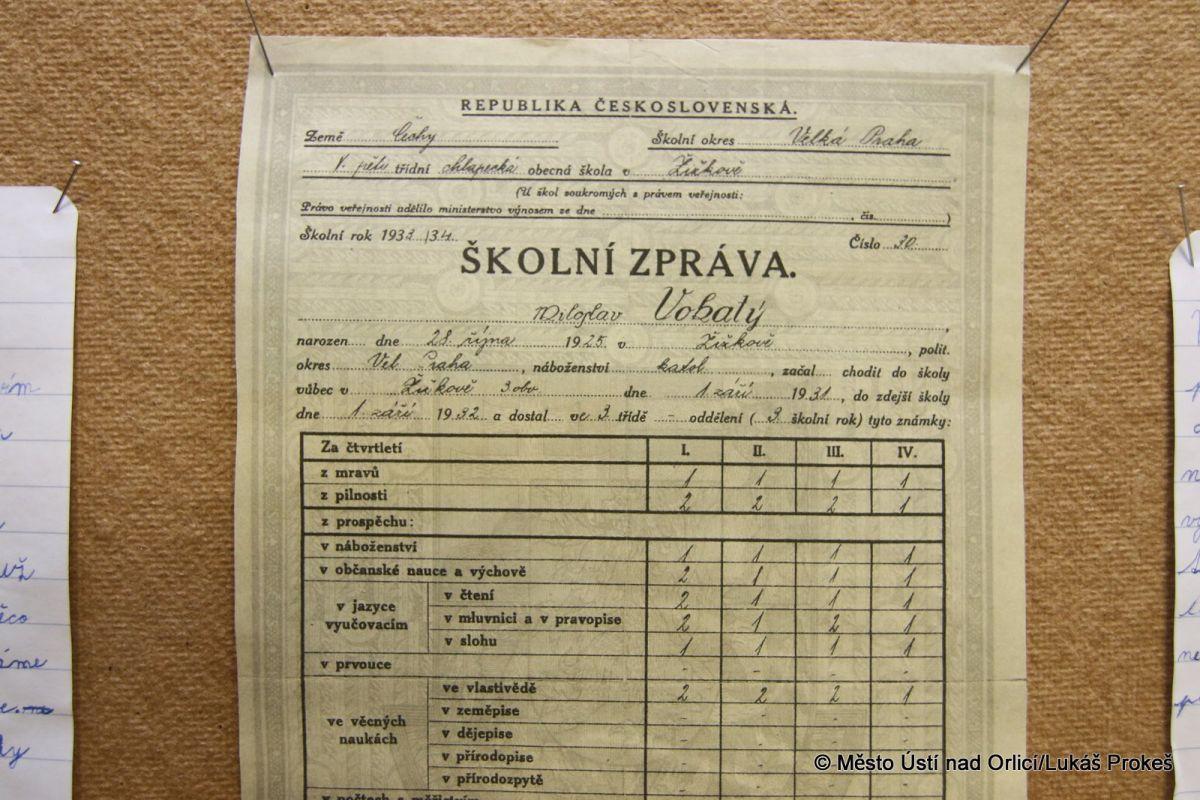 REPUBLIKA ČESKOSLOVENSKÁ.
Země Čechy Školní okres Velká Praha
V. pěti třídní chlapecká obecná škola v Žižkově
(U škol soukromých s právem veřejnosti:
Právo veřejnosti udělilo ministerstvo výnosem ze dne , čís. )
Školní rok 1933/34. Číslo 30
ŠKOLNÍ ZPRÁVA.
Miloslav Vobalý
narozen dne 28. října 1925 v Žižkově , polit.
okres Vel. Praha , náboženství katol. , začal chodit do školy
vůbec v Žižkově 3 obv dne 1 září 1931 , do zdejší školy
dne 1 září 1932 a dostal ve 3 třídě - oddělení ( 3. školní rok) tyto známky:
Za čtvrtletí I. II. III. IV.
z mravů 1 1 1 1
z pilnosti 2 2 2 1
z prospěchu:
v náboženství 1 1 1 1
v občanské nauce a výchově 2 1 1 1
v jazyce vyučovacím
v čtení 2 1 1 1
v mluvnici a v pravopise 2 1 2 1
v slohu 1 1 1 1
v prvouce - - - -
ve věcných naukách
ve vlastivědě 2 2 2 1
v zeměpise - - - -
v dějepise - - - -
v přírodopise - - - -
v přírodozpytě - - - -
v počtech s měřictvím
© Město Ústí nad Orlicí/Lukáš Prokeš